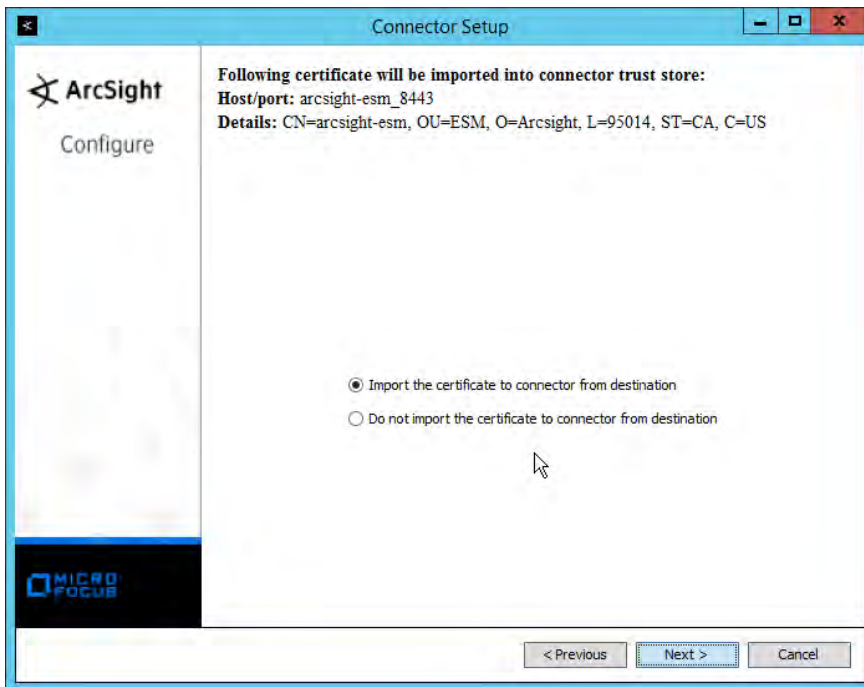 Connector Setup
ArcSight
Configure
Following certificate will be imported into connector trust store:
Host/port: arcsight-esm_8443
Details: CN=arcsight-esm, OU=ESM, O=Arcsight, L=95014, ST=CA, C=US
Import the certificate to connector from destination
Do not import the certificate to connector from destination
MICRO
FOCUS
< Previous
Next >
Cancel